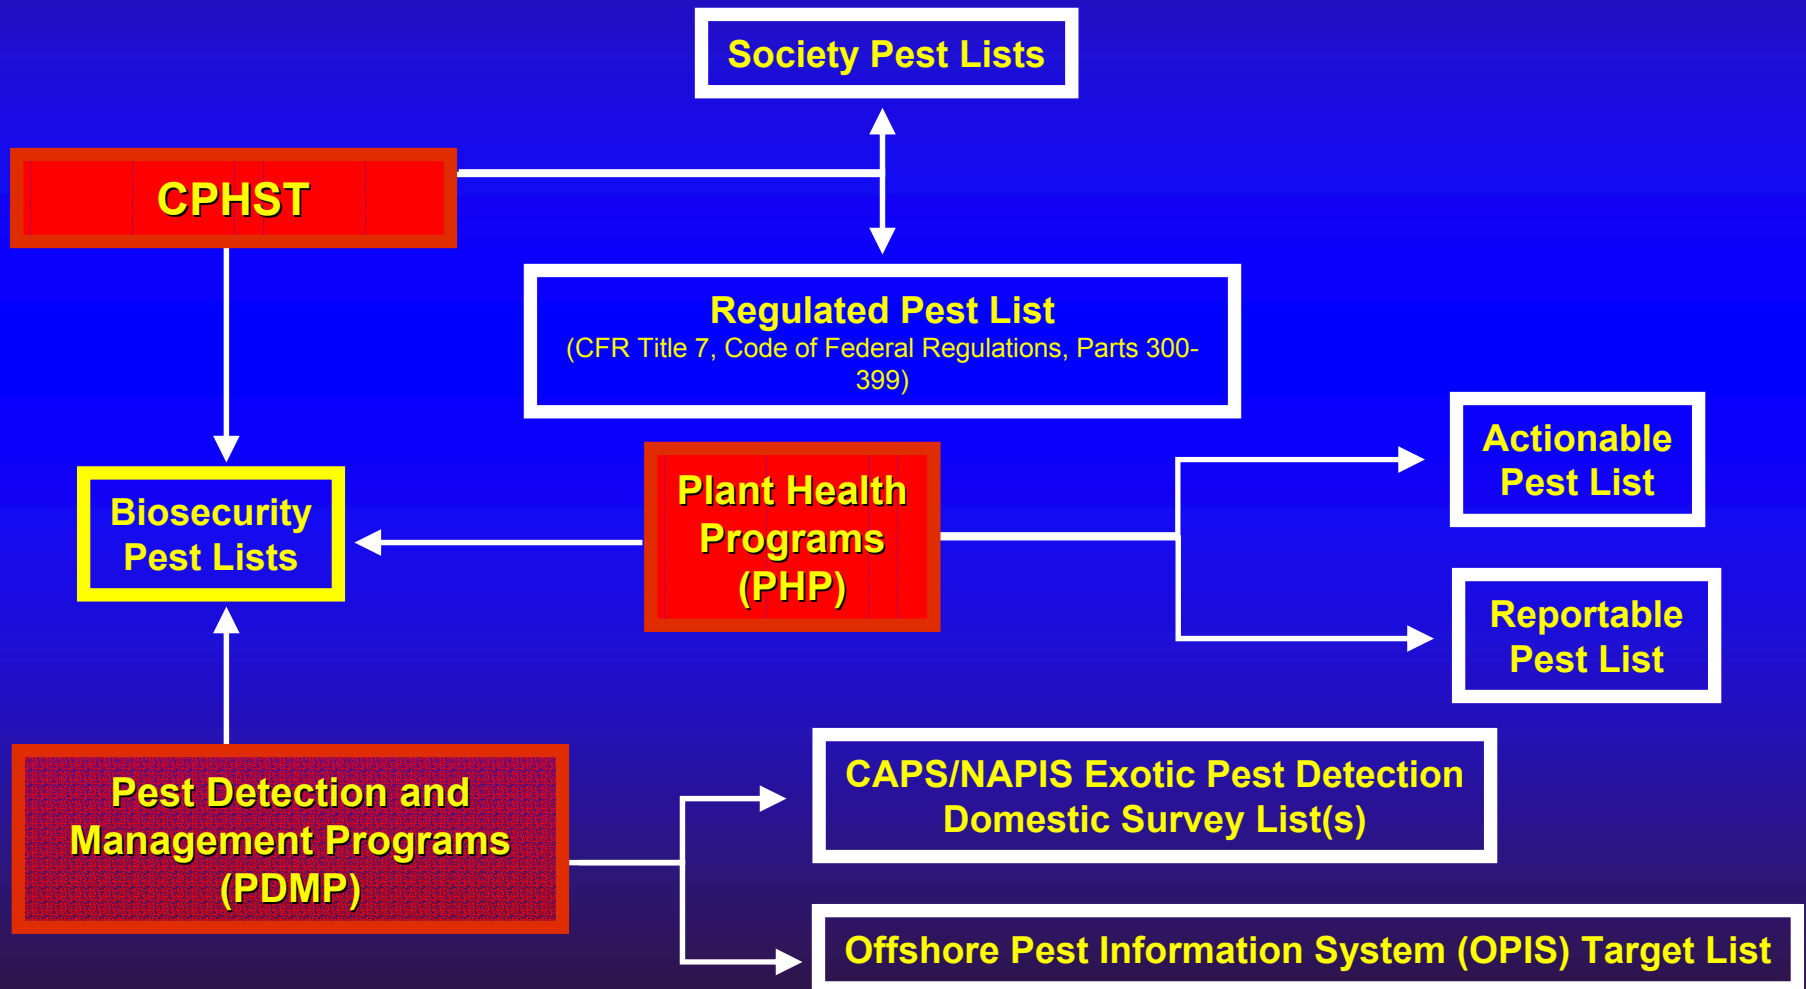 Society Pest Lists
CPHST
Regulated Pest List
(CFR Title 7, Code of Federal Regulations, Parts 300-
399)
Actionable
Pest List
Biosecurity
Pest Lists
Plant Health
Programs
(PHP)
Reportable
Pest List
Pest Detection and
Management Programs
(PDMP)
CAPS/NAPIS Exotic Pest Detection
Domestic Survey List(s)
Offshore Pest Information System (OPIS) Target List